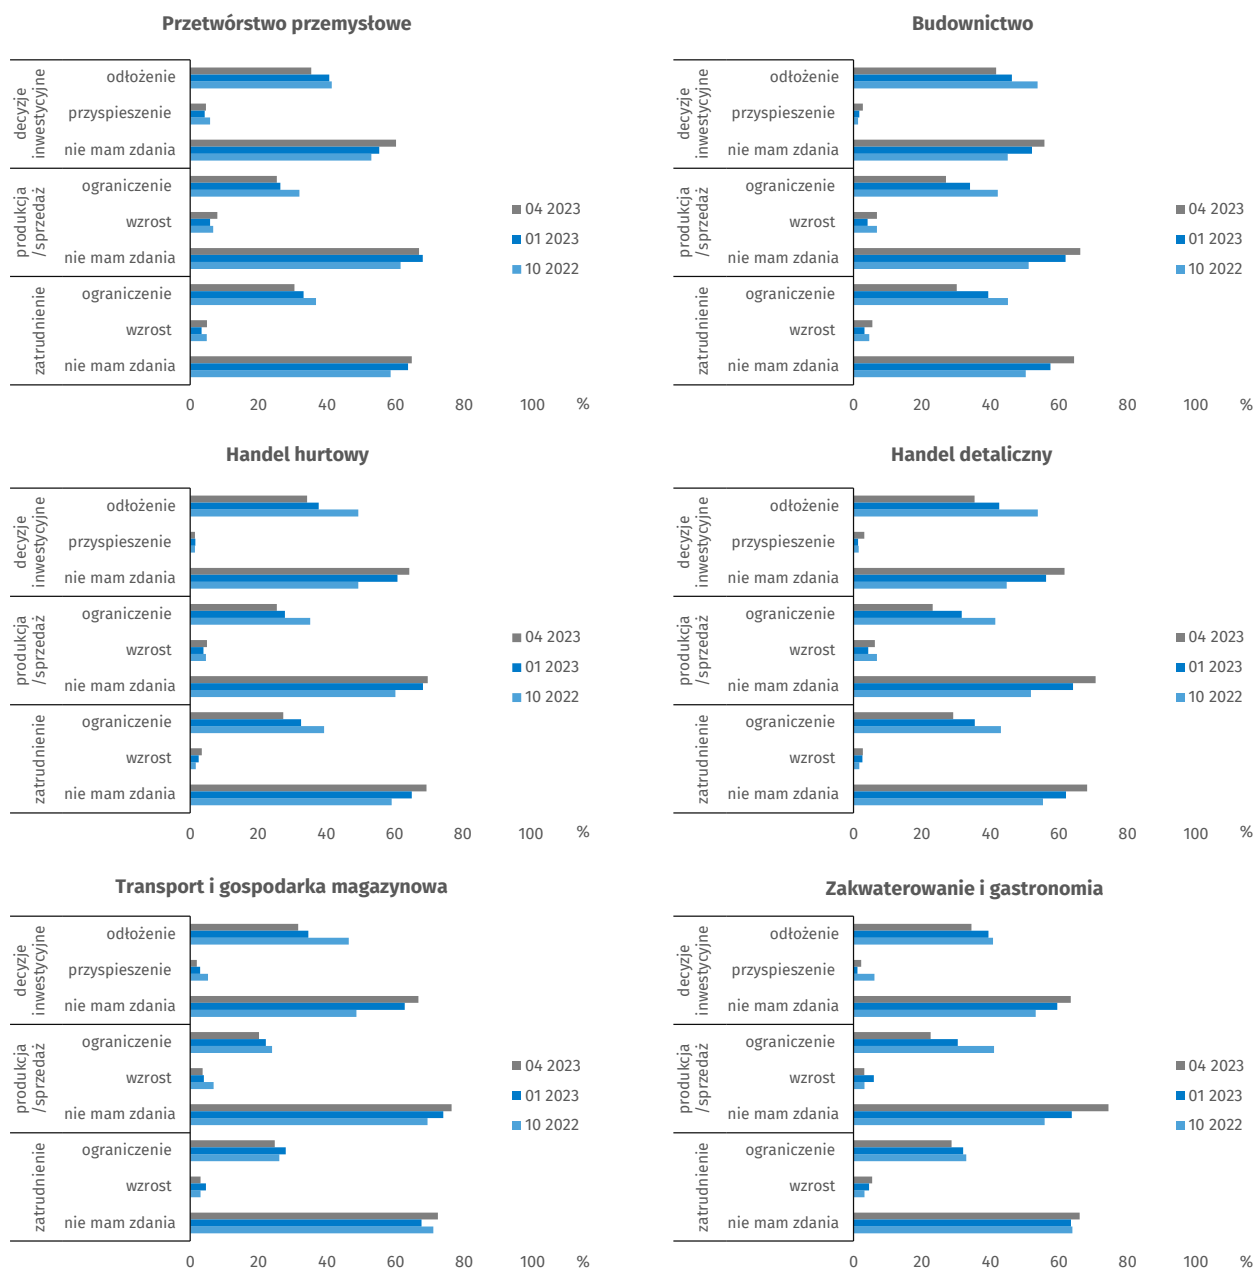 Przetwórstwo przemysłowe
decyzje
inwestycyjne
odłożenie
przyspieszenie
nie mam zdania
produkcja
/sprzedaż
ograniczenie
wzrost
nie mam zdania
zatrudnienie
ograniczenie
wzrost
nie mam zdania
0 20 40 60 80 100 %
04 2023
01 2023
10 2022
Budownictwo
decyzje
inwestycyjne
odłożenie
przyspieszenie
nie mam zdania
produkcja
/sprzedaż
ograniczenie
wzrost
nie mam zdania
zatrudnienie
ograniczenie
wzrost
nie mam zdania
0 20 40 60 80 100 %
04 2023
01 2023
10 2022
Handel hurtowy
decyzje
inwestycyjne
odłożenie
przyspieszenie
nie mam zdania
produkcja
/sprzedaż
ograniczenie
wzrost
nie mam zdania
zatrudnienie
ograniczenie
wzrost
nie mam zdania
0 20 40 60 80 100 %
04 2023
01 2023
10 2022
Handel detaliczny
decyzje
inwestycyjne
odłożenie
przyspieszenie
nie mam zdania
produkcja
/sprzedaż
ograniczenie
wzrost
nie mam zdania
zatrudnienie
ograniczenie
wzrost
nie mam zdania
0 20 40 60 80 100 %
04 2023
01 2023
10 2022
Transport i gospodarka magazynowa
decyzje
inwestycyjne
odłożenie
przyspieszenie
nie mam zdania
produkcja
/sprzedaż
ograniczenie
wzrost
nie mam zdania
zatrudnienie
ograniczenie
wzrost
nie mam zdania
0 20 40 60 80 100 %
04 2023
01 2023
10 2022
Zakwaterowanie i gastronomia
decyzje
inwestycyjne
odłożenie
przyspieszenie
nie mam zdania
produkcja
/sprzedaż
ograniczenie
wzrost
nie mam zdania
zatrudnienie
ograniczenie
wzrost
nie mam zdania
0 20 40 60 80 100 %
04 2023
01 2023
10 2022